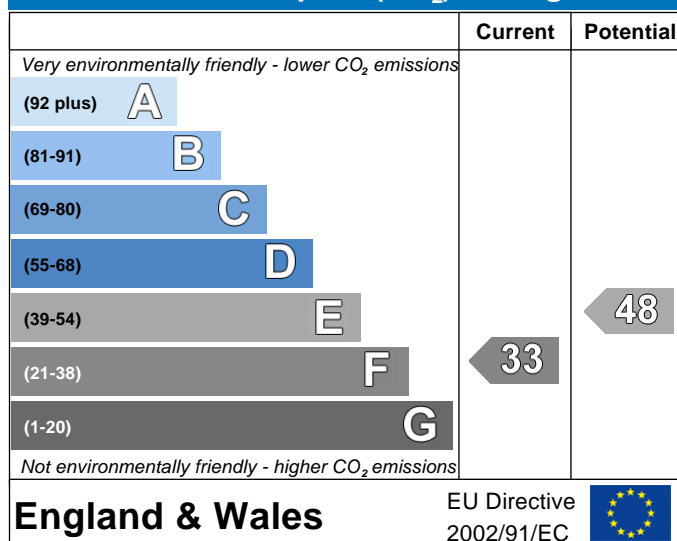 Current Potential
Very environmentally friendly - lower CO₂ emissions
(92 plus) A
(81-91) B
(69-80) C
(55-68) D
(39-54) E
48
(21-38) F
33
(1-20) G
Not environmentally friendly - higher CO₂ emissions
England & Wales
EU Directive
2002/91/EC